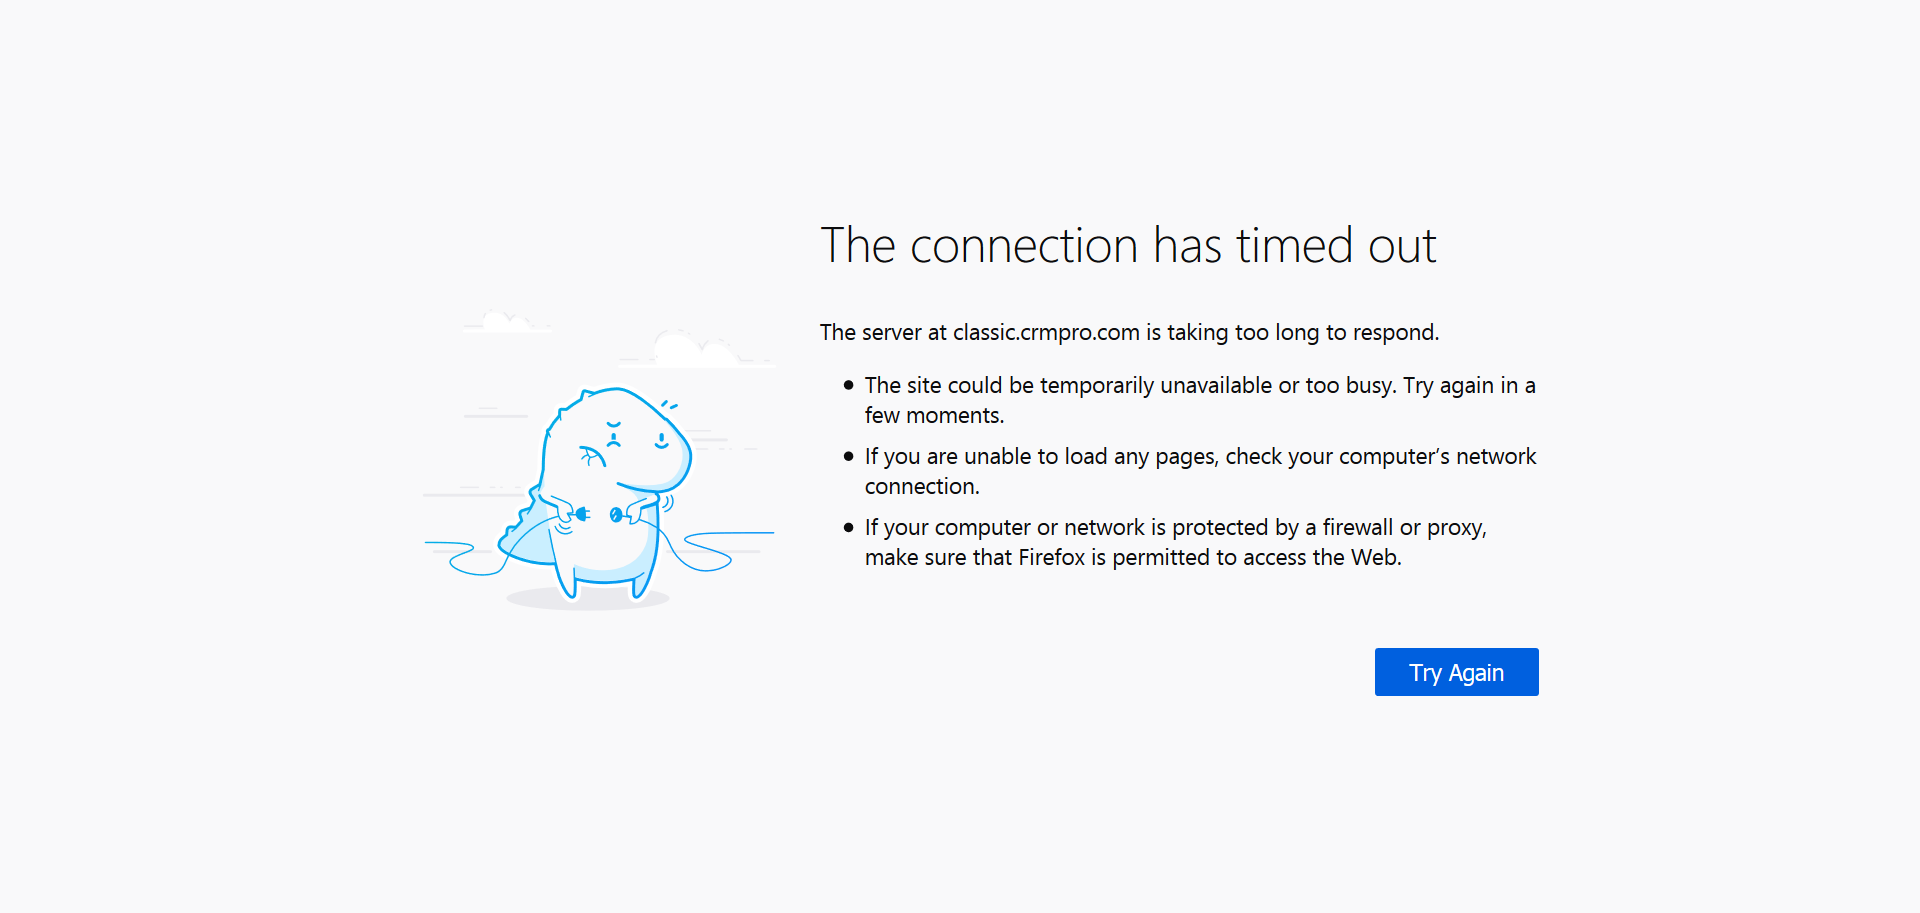 The connection has timed out
The server at classic.crmpro.com is taking too long to respond.
The site could be temporarily unavailable or too busy. Try again in a
few moments.
If you are unable to load any pages, check your computer’s network
connection.
If your computer or network is protected by a firewall or proxy,
make sure that Firefox is permitted to access the Web.
Try Again